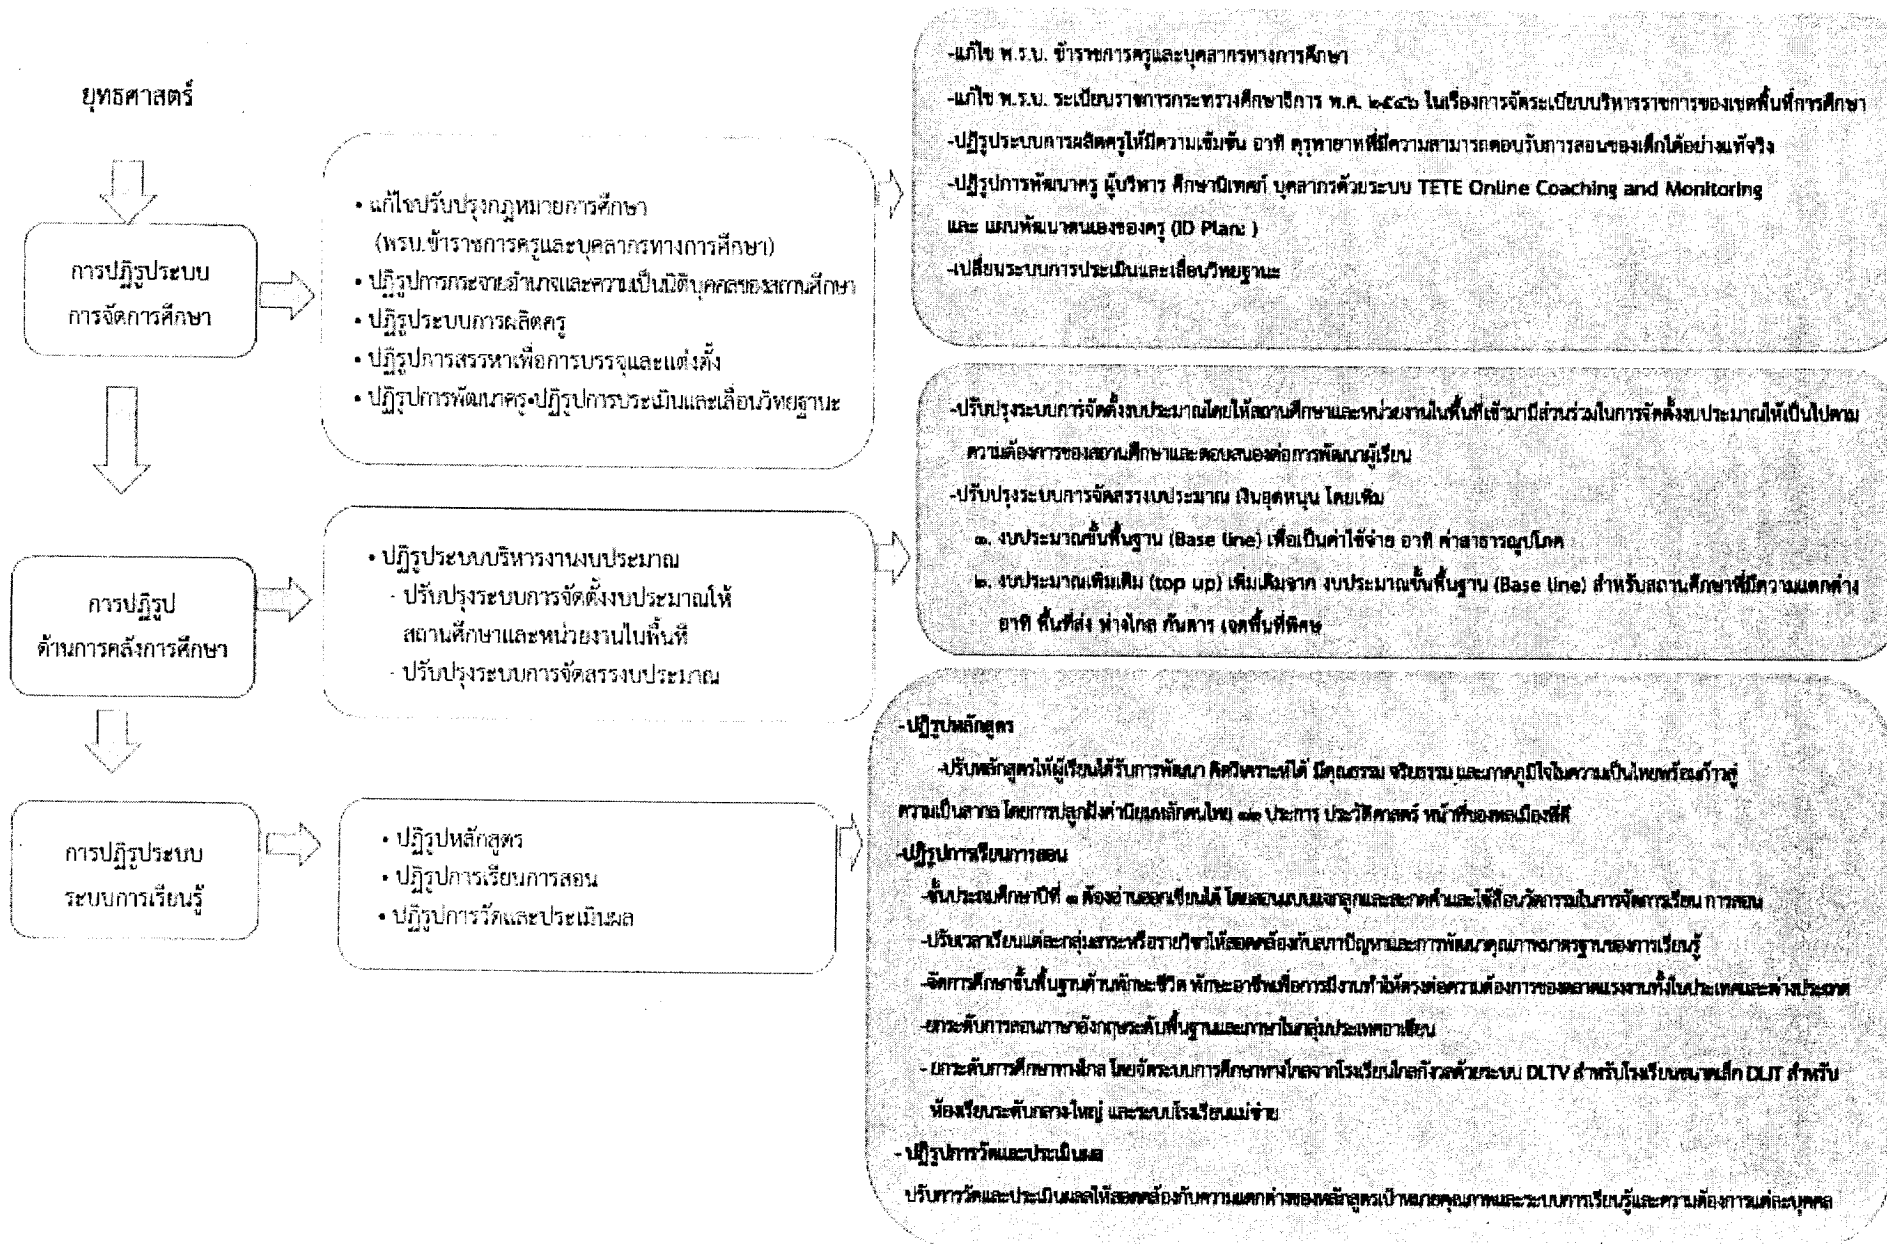 ยุทธศาสตร์
การปฏิรูประบบ
การจัดการศึกษา
• แก้ไขปรับปรุงกฎหมายการศึกษา
(พรบ.ข้าราชการครูและบุคลากรทางการศึกษา)
• ปฏิรูปการกระจายอำนาจและความเป็นนิติบุคคลของสถานศึกษา
• ปฏิรูประบบการผลิตครู
• ปฏิรูปการสรรหาเพื่อการบรรจุและแต่งตั้ง
• ปฏิรูปการพัฒนาครู•ปฏิรูปการประเมินและเลื่อนวิทยฐานะ
-แก้ไข พ.ร.บ. ข้าราชการครูและบุคลากรทางการศึกษา
-แก้ไข พ.ร.บ. ระเบียบราชการกระทรวงศึกษาธิการ พ.ศ. ๒๕๔๖ ในเรื่องการจัดระเบียบบริหารราชการของเขตพื้นที่การศึกษา
-ปฏิรูประบบการผลิตครูให้มีความเข้มข้น อาทิ คุรุทายาทที่มีความสามารถตอบรับการสอนของเด็กได้อย่างแท้จริง
-ปฏิรูปการพัฒนาครู ผู้บริหาร ศึกษานิเทศก์ บุคลากรด้วยระบบ TETE Online Coaching and Monitoring
และ แผนพัฒนาตนเองของครู (ID Plan: )
-เปลี่ยนระบบการประเมินและเลื่อนวิทยฐานะ
การปฏิรูป
ด้านการคลังการศึกษา
• ปฏิรูประบบบริหารงานงบประมาณ
- ปรับปรุงระบบการจัดตั้งงบประมาณให้
สถานศึกษาและหน่วยงานในพื้นที่
- ปรับปรุงระบบการจัดสรรงบประมาณ
-ปรับปรุงระบบการจัดตั้งงบประมาณโดยให้สถานศึกษาและหน่วยงานในพื้นที่เข้ามามีส่วนร่วมในการจัดตั้งงบประมาณให้เป็นไปตาม
ความต้องการของสถานศึกษาและตอบสนองต่อการพัฒนาผู้เรียน
-ปรับปรุงระบบการจัดสรรงบประมาณ เงินอุดหนุน โดยเพิ่ม
๑. งบประมาณขั้นพื้นฐาน (Base line) เพื่อเป็นค่าใช้จ่าย อาทิ ค่าสาธารณูปโภค
๒. งบประมาณเพิ่มเติม (top up) เพิ่มเติมจาก งบประมาณขั้นพื้นฐาน (Base line) สำหรับสถานศึกษาที่มีความแตกต่าง
อาทิ พื้นที่ส่ง ห่างไกล กันดาร เขตพื้นที่พิเศษ
การปฏิรูประบบ
ระบบการเรียนรู้
• ปฏิรูปหลักสูตร
• ปฏิรูปการเรียนการสอน
• ปฏิรูปการวัดและประเมินผล
-ปฏิรูปหลักสูตร
-ปรับหลักสูตรให้ผู้เรียนได้รับการพัฒนา คิดวิเคราะห์ได้ มีคุณธรรม จริยธรรม และภาคภูมิใจในความเป็นไทยพร้อมก้าวสู่
ความเป็นสากล โดยการปลูกฝังค่านิยมหลักคนไทย ๑๒ ประการ ประวัติศาสตร์ หน้าที่ของพลเมืองที่ดี
-ปฏิรูปการเรียนการสอน
-ชั้นประถมศึกษาปีที่ ๑ ต้องอ่านออกเขียนได้ โดยสอนแบบแจกลูกและสะกดคำและใช้สื่อนวัตกรรมในการจัดการเรียน การสอน
-ปรับเวลาเรียนแต่ละกลุ่มสาระหรือรายวิชาให้สอดคล้องกับสภาปัญหาและการพัฒนาคุณภาพมาตรฐานของการเรียนรู้
-จัดการศึกษาขั้นพื้นฐานด้านทักษะชีวิต ทักษะอาชีพเพื่อการมีงานทำให้ตรงต่อความต้องการของตลาดแรงงานทั้งในประเทศและต่างประเทศ
-ยกระดับการสอนภาษาอังกฤษระดับพื้นฐานและภาษาในกลุ่มประเทศอาเซียน
- ยกระดับการศึกษาทางไกล โดยจัดระบบการศึกษาทางไกลจากโรงเรียนไกลกังวลด้วยระบบ DLTV สำหรับโรงเรียนขนาดเล็ก DLIT สำหรับ
ห้องเรียนระดับกลาง-ใหญ่ และระบบโรงเรียนแม่ข่าย
- ปฏิรูปการวัดและประเมินผล
ปรับการวัดและประเมินผลให้สอดคล้องกับความแตกต่างของหลักสูตรเป้าหมายคุณภาพและระบบการเรียนรู้และความต้องการแต่ละบุคคล